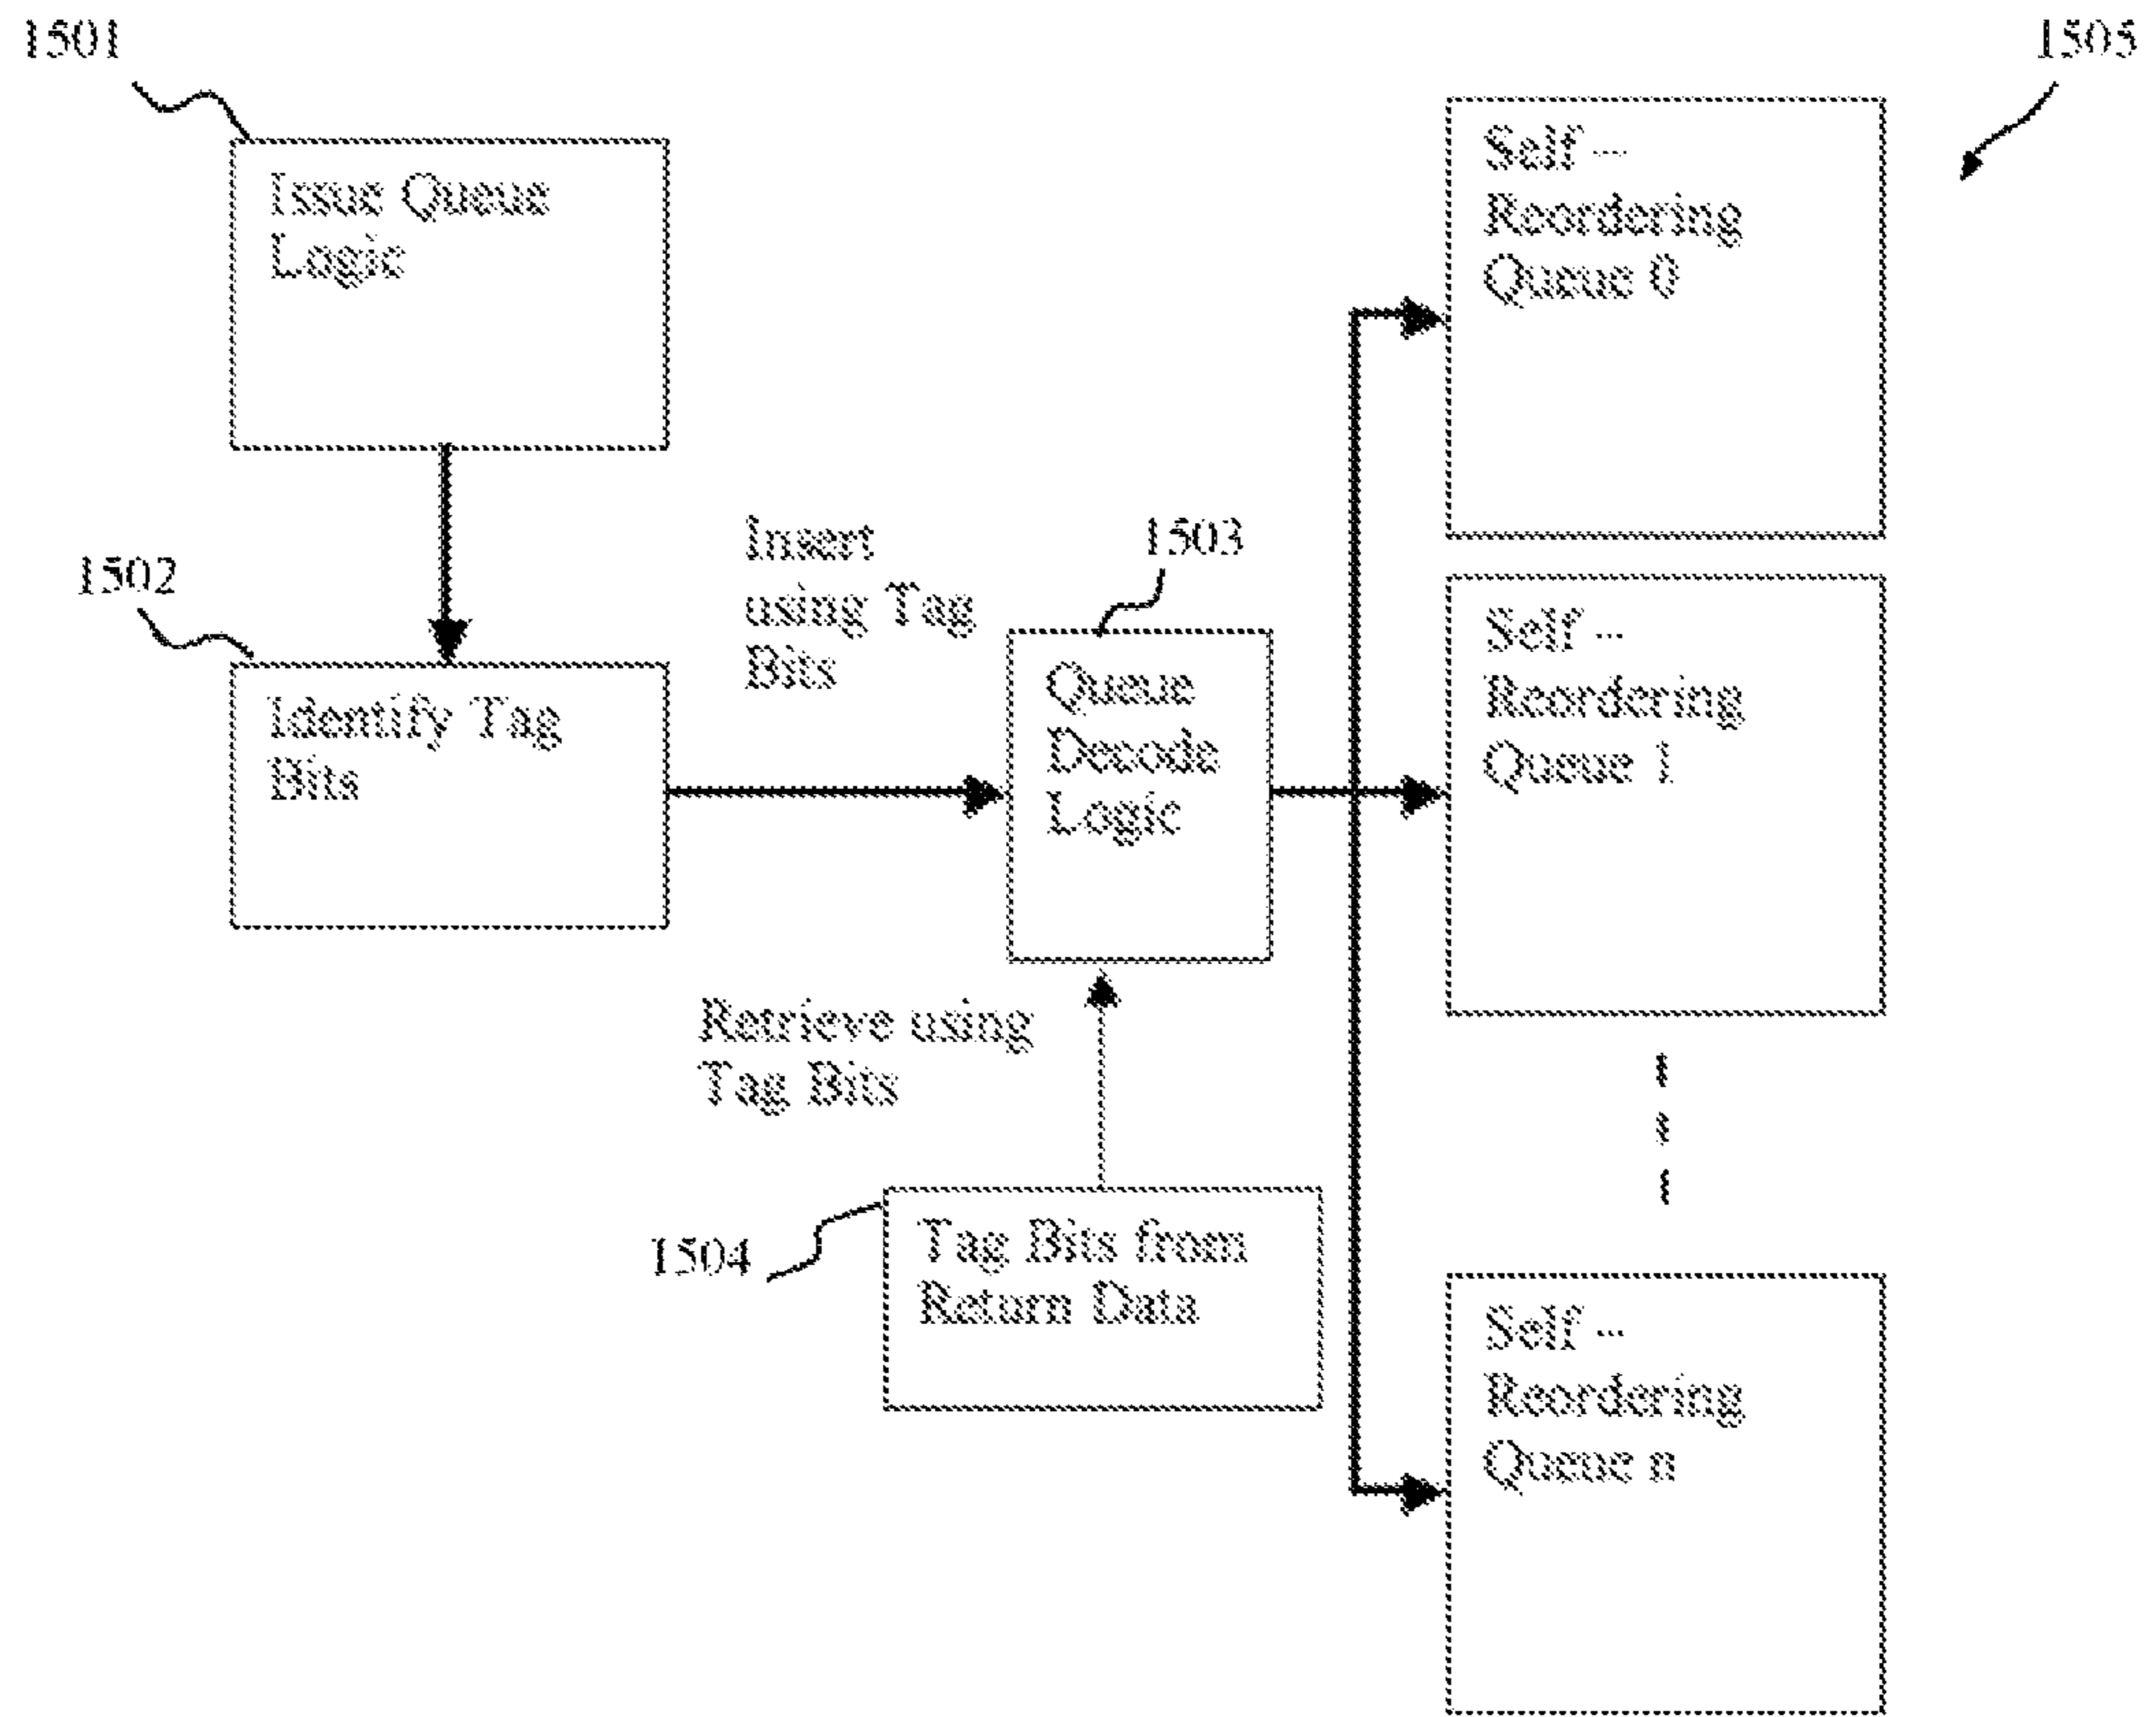 1501
1505
Issue Queue
Logic
Self –
Reordering
Queue 0
1502
Identify Tag
Bits
Insert
using Tag
Bits
1503
Queue
Decode
Logic
Self –
Reordering
Queue 1
Retrieve using
Tag Bits
1504
Tag Bits from
Return Data
Self –
Reordering
Queue n